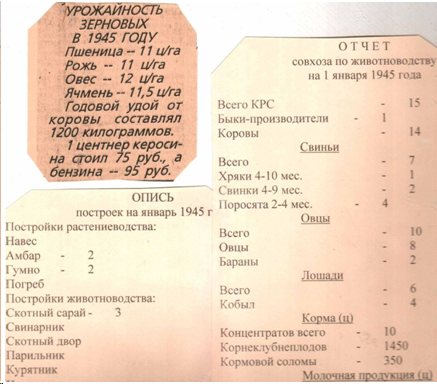 УРОЖАЙНОСТЬ
ЗЕРНОВЫХ
В 1945 ГОДУ
Пшеница -- 11 ц/га
Рожь -- 11 ц/га
Овес -- 12 ц/га
Ячмень -- 11,5 ц/га
Годовой удой от
коровы составлял
1200 килограммов.
1 центнер кероси-
на стоил 75 руб., а
бензина -- 95 руб.
ОПИСЬ
построек на январь 1945 г
Постройки растениеводства:
Навес
Амбар - 2
Гумно - 2
Погреб
Постройки животноводства:
Скотный сарай - 3
Свинарник
Скотный двор
Парильник
Курятник
ОТЧЕТ
совхоза по животноводству
на 1 января 1945 года
Всего КРС - 15
Быки-производители - 1
Коровы - 14
Свиньи
Всего - 7
Хряки 4-10 мес. - 1
Свинки 4-9 мес. - 2
Поросята 2-4 мес. - 4
Овцы
Всего - 10
Овцы - 8
Бараны - 2
Лошади
Всего - 6
Кобыл - 4
Корма (ц)
Концентратов всего - 10
Корнеклубнеплодов - 1450
Кормовой соломы - 350
Молочная продукция (ц)